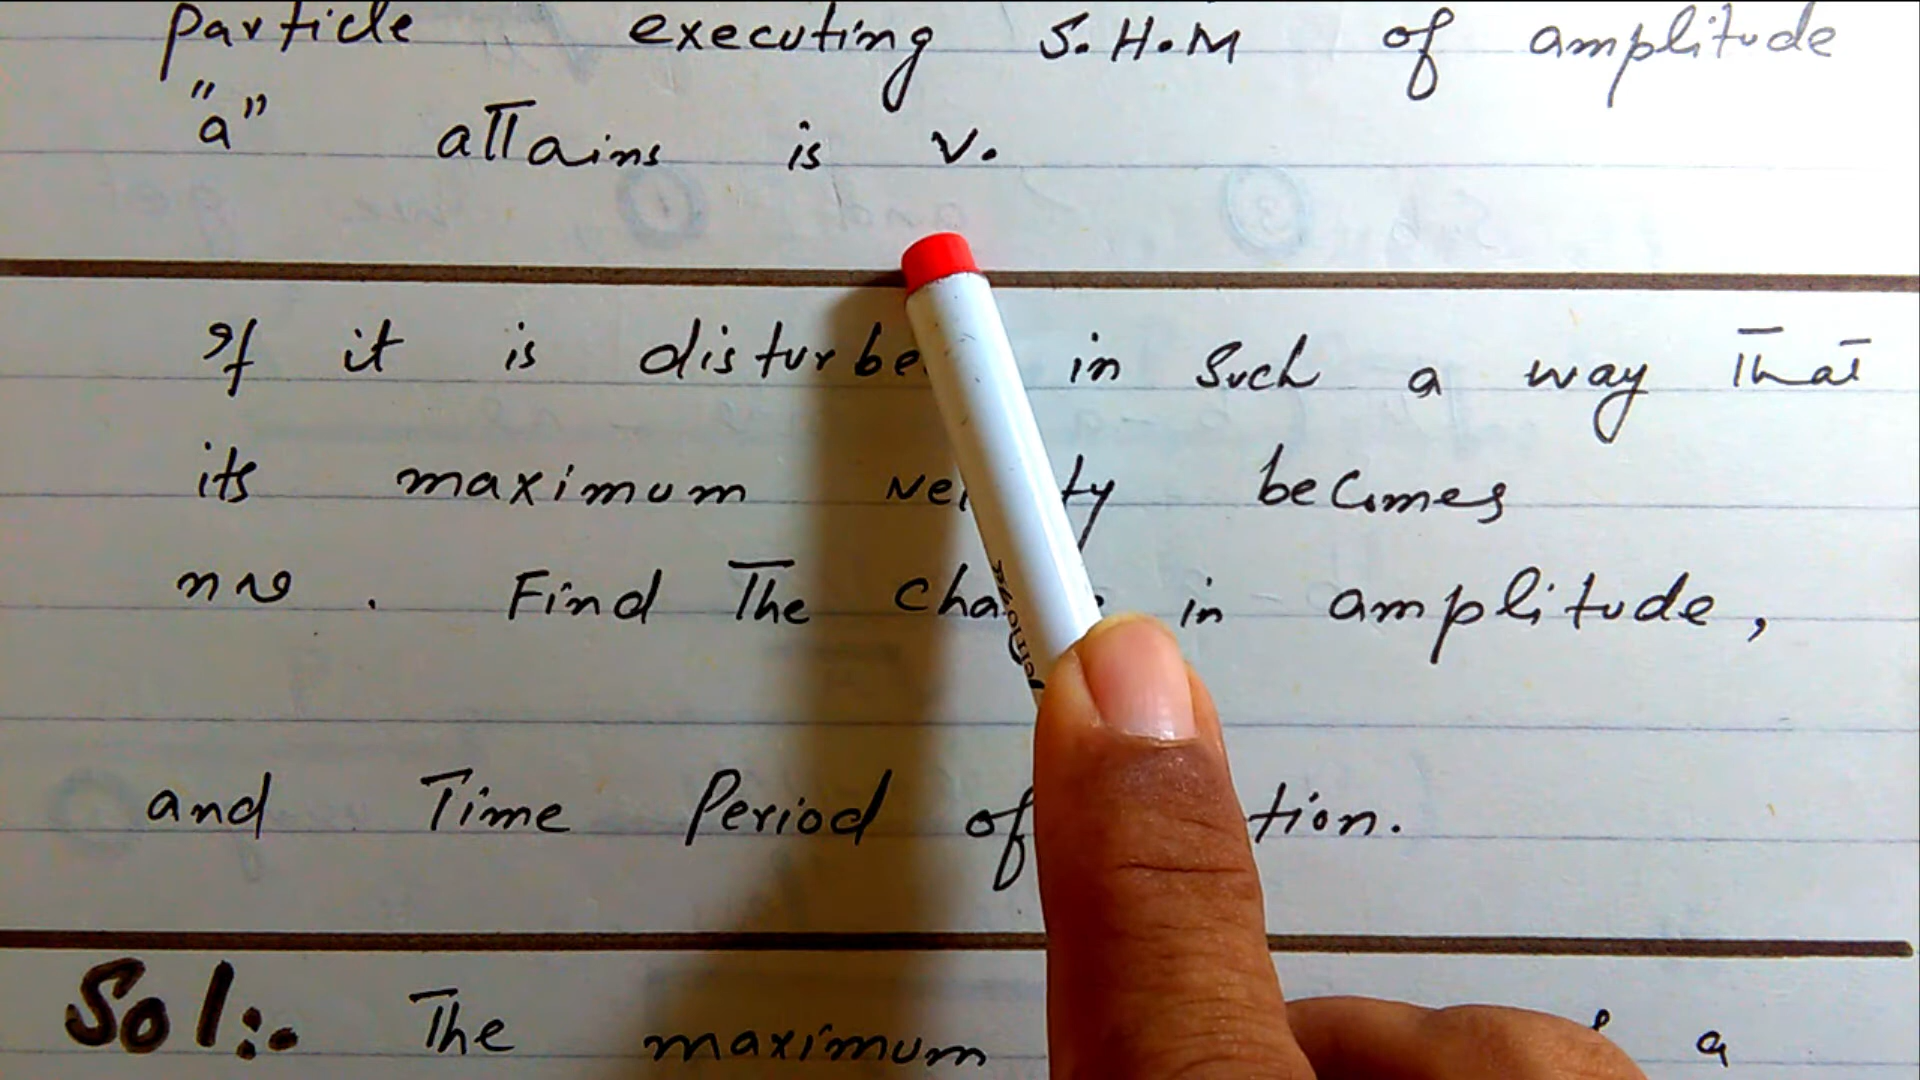 particle executing S.H.M of amplitude
"a" attains is v.
If it is disturbe in such a way that
its maximum ty becomes
nv. Find The Cha in amplitude,
and Time Period of tion.
Sol:- The maximum a